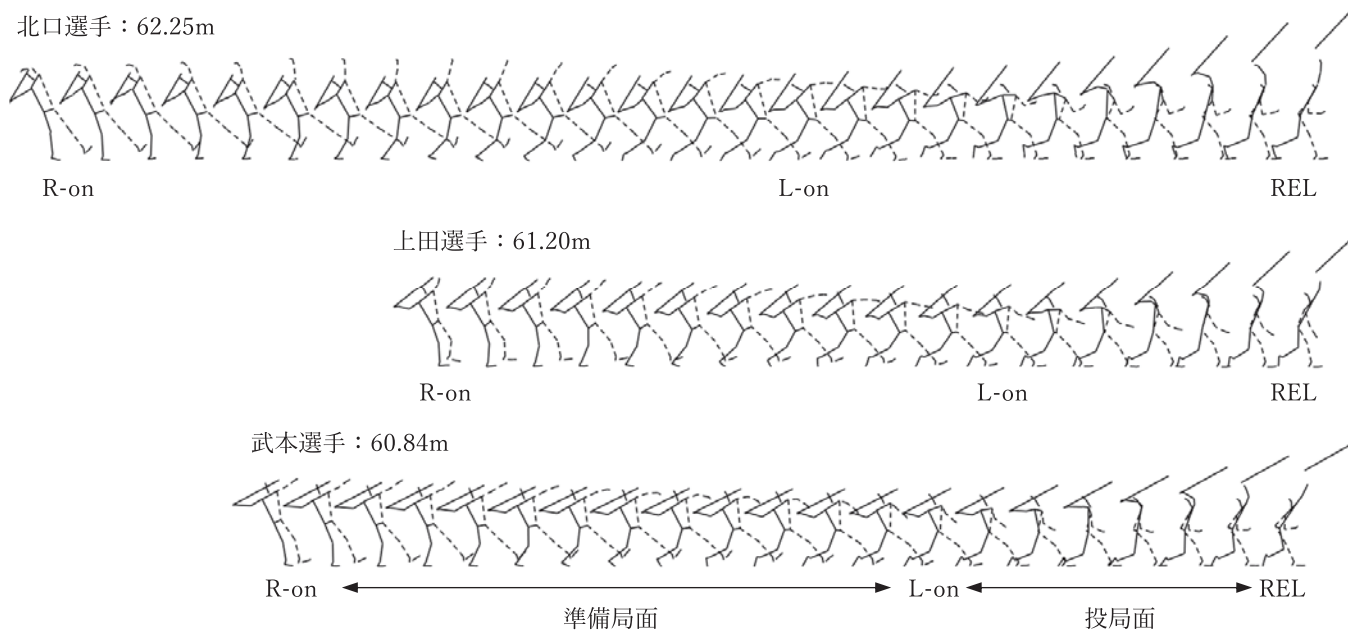 北口選手：62.25m
R-on L-on REL
上田選手：61.20m
R-on L-on REL
武本選手：60.84m
R-on L-on REL
準備局面 投局面